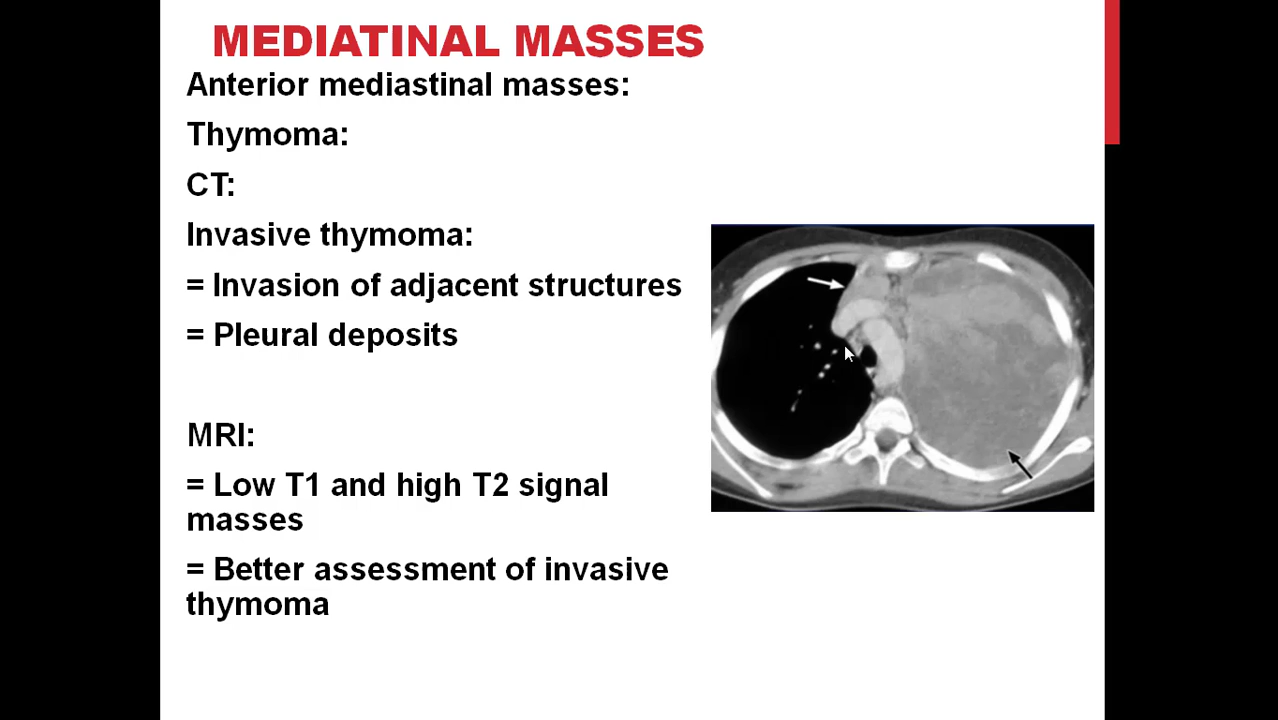 MEDIATINAL MASSES
Anterior mediastinal masses:
Thymoma:
CT:
Invasive thymoma:
= Invasion of adjacent structures
= Pleural deposits
MRI:
= Low T1 and high T2 signal
masses
= Better assessment of invasive
thymoma